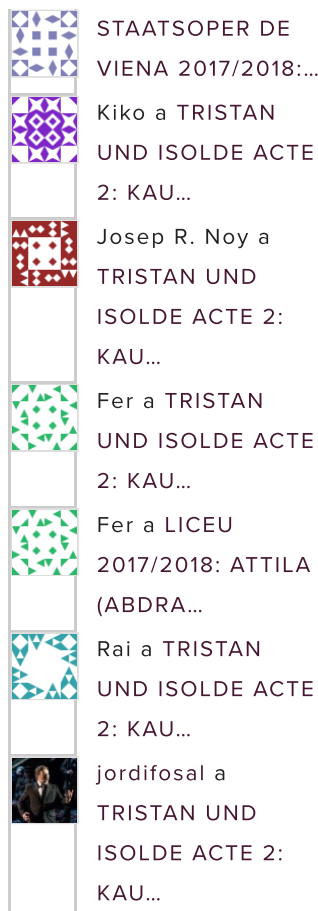 STAATSOPER DE
VIENA 2017/2018:...
Kiko a TRISTAN
UND ISOLDE ACTE
2: KAU...
Josep R. Noy a
TRISTAN UND
ISOLDE ACTE 2:
KAU...
Fer a TRISTAN
UND ISOLDE ACTE
2: KAU...
Fer a LICEU
2017/2018: ATTILA
(ABDRA...
Rai a TRISTAN
UND ISOLDE ACTE
2: KAU...
jordifosal a
TRISTAN UND
ISOLDE ACTE 2:
KAU...